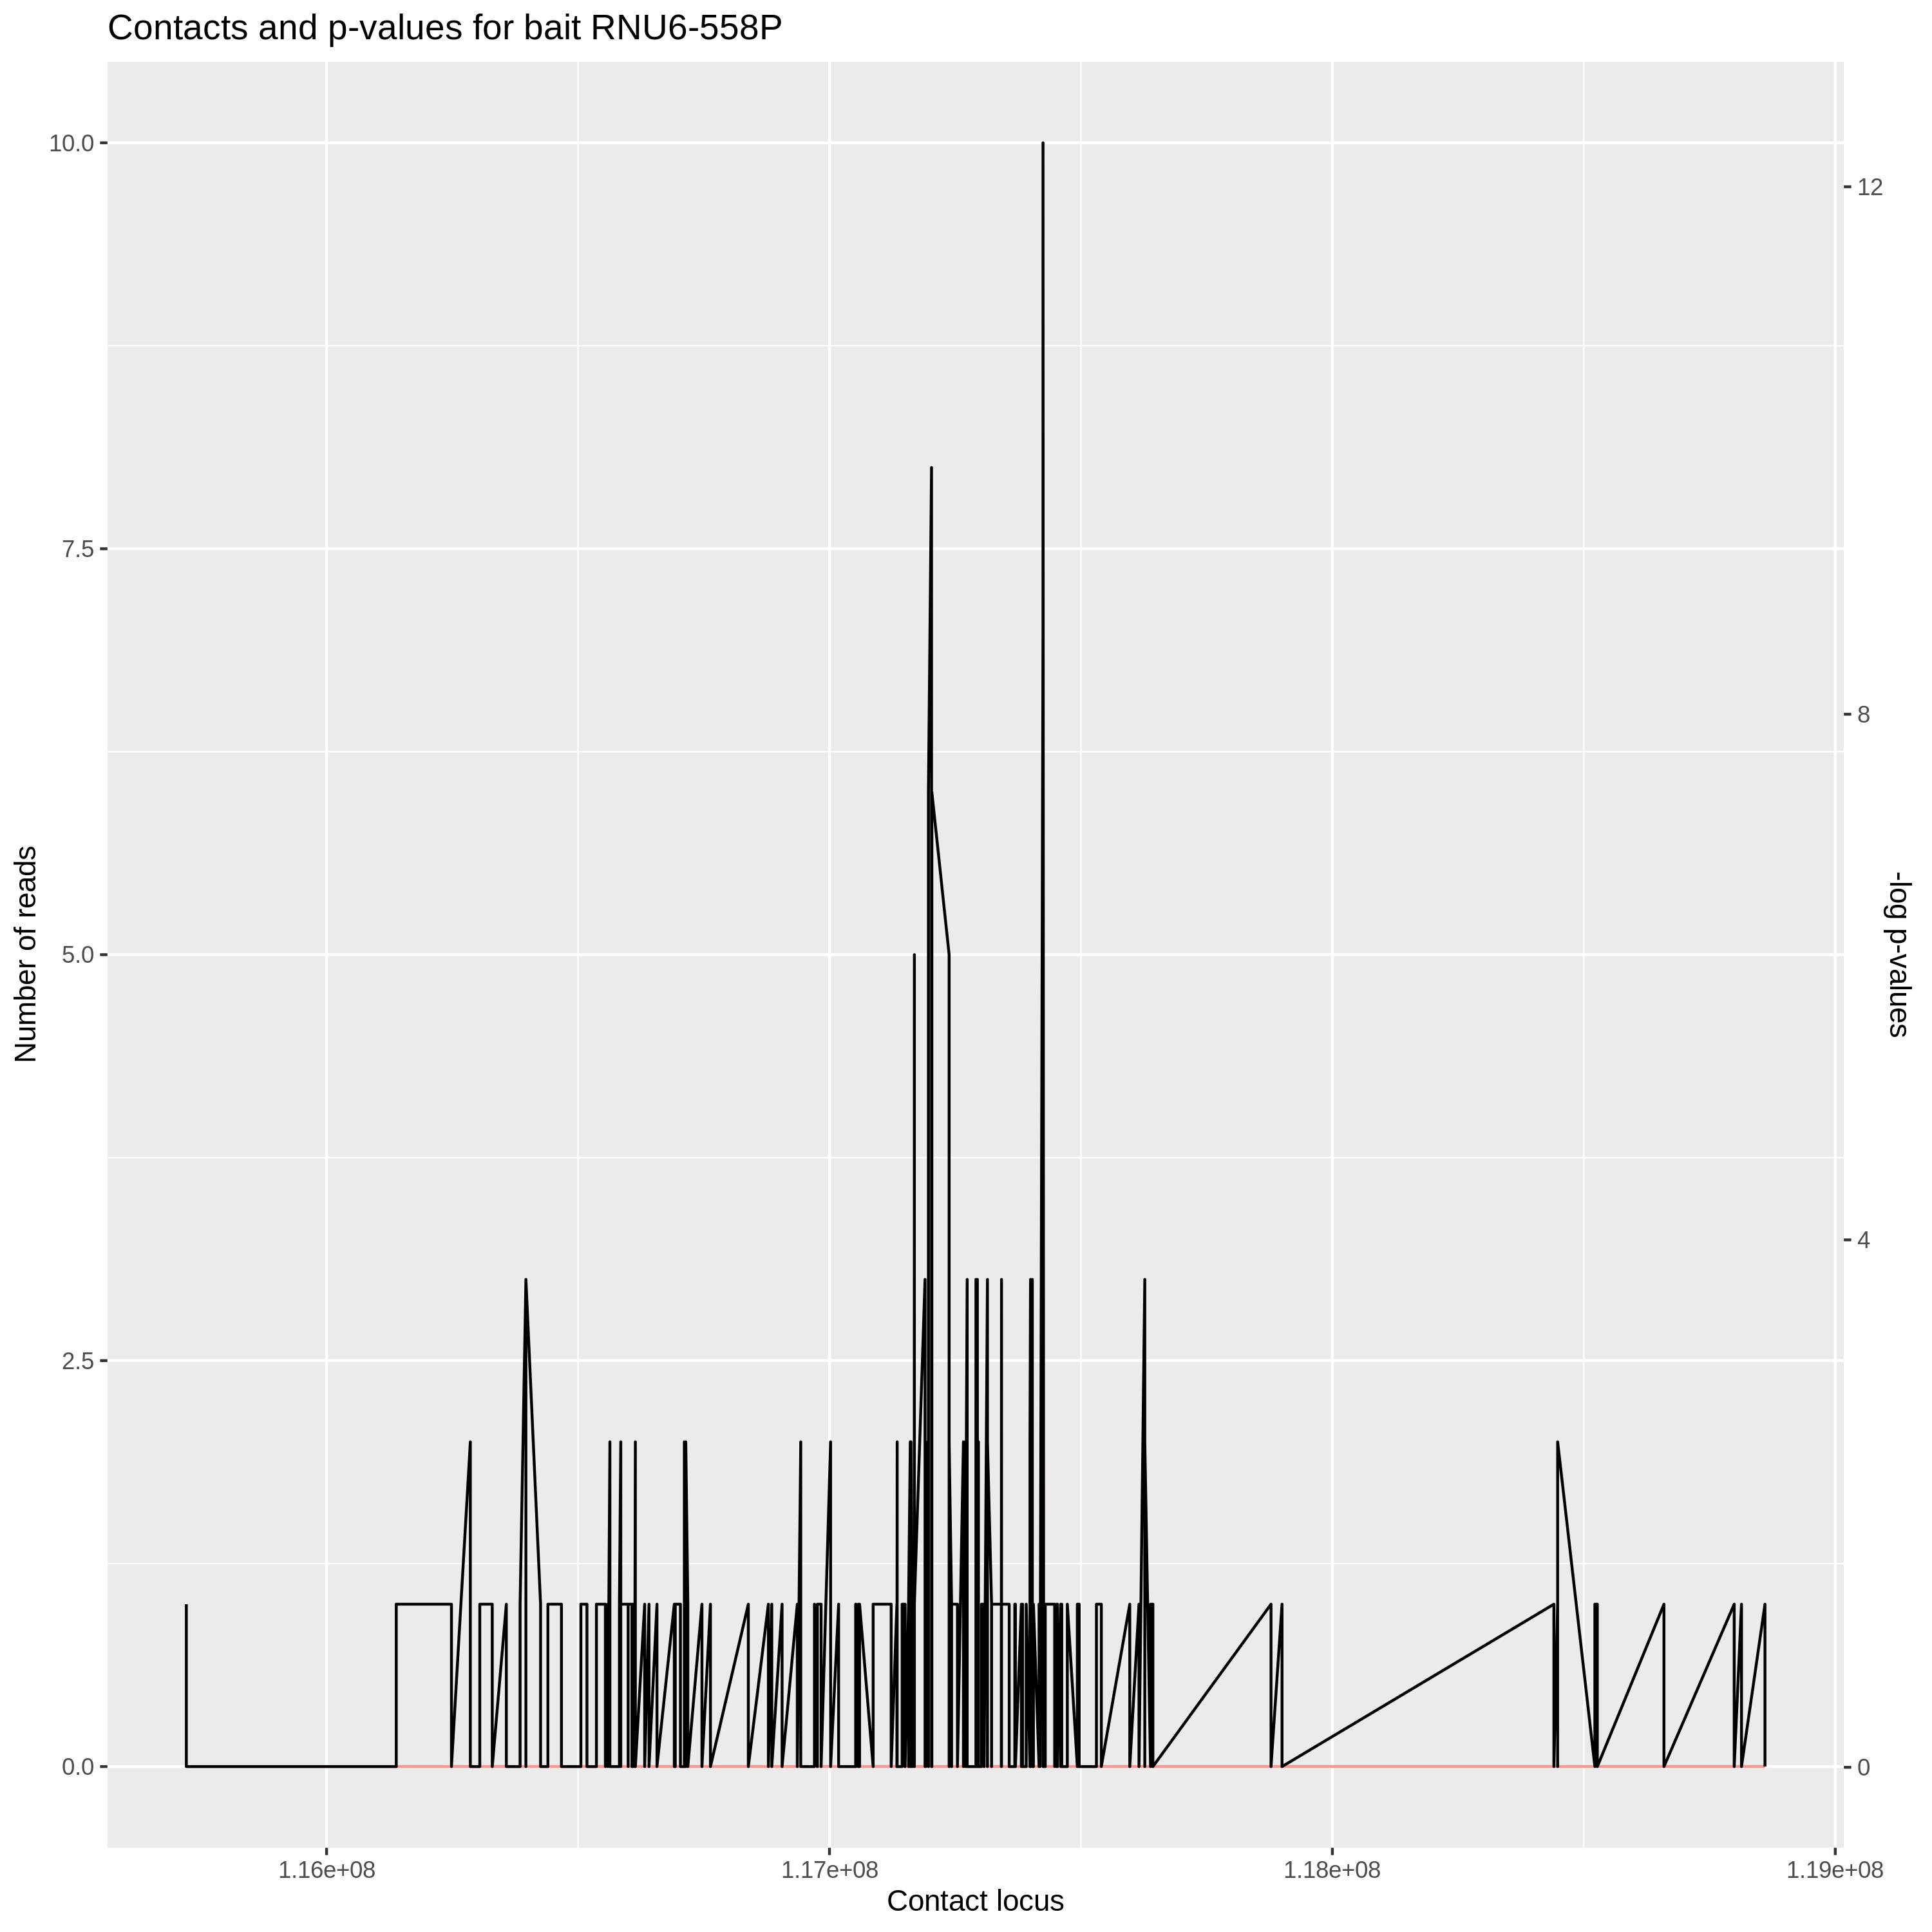 Contacts and p-values for bait RNU6-558P
10.0
7.5
5.0
2.5
0.0
Number of reads
12
8
4
0
-log p-values
1.16e+08
1.17e+08
1.18e+08
1.19e+08
Contact locus